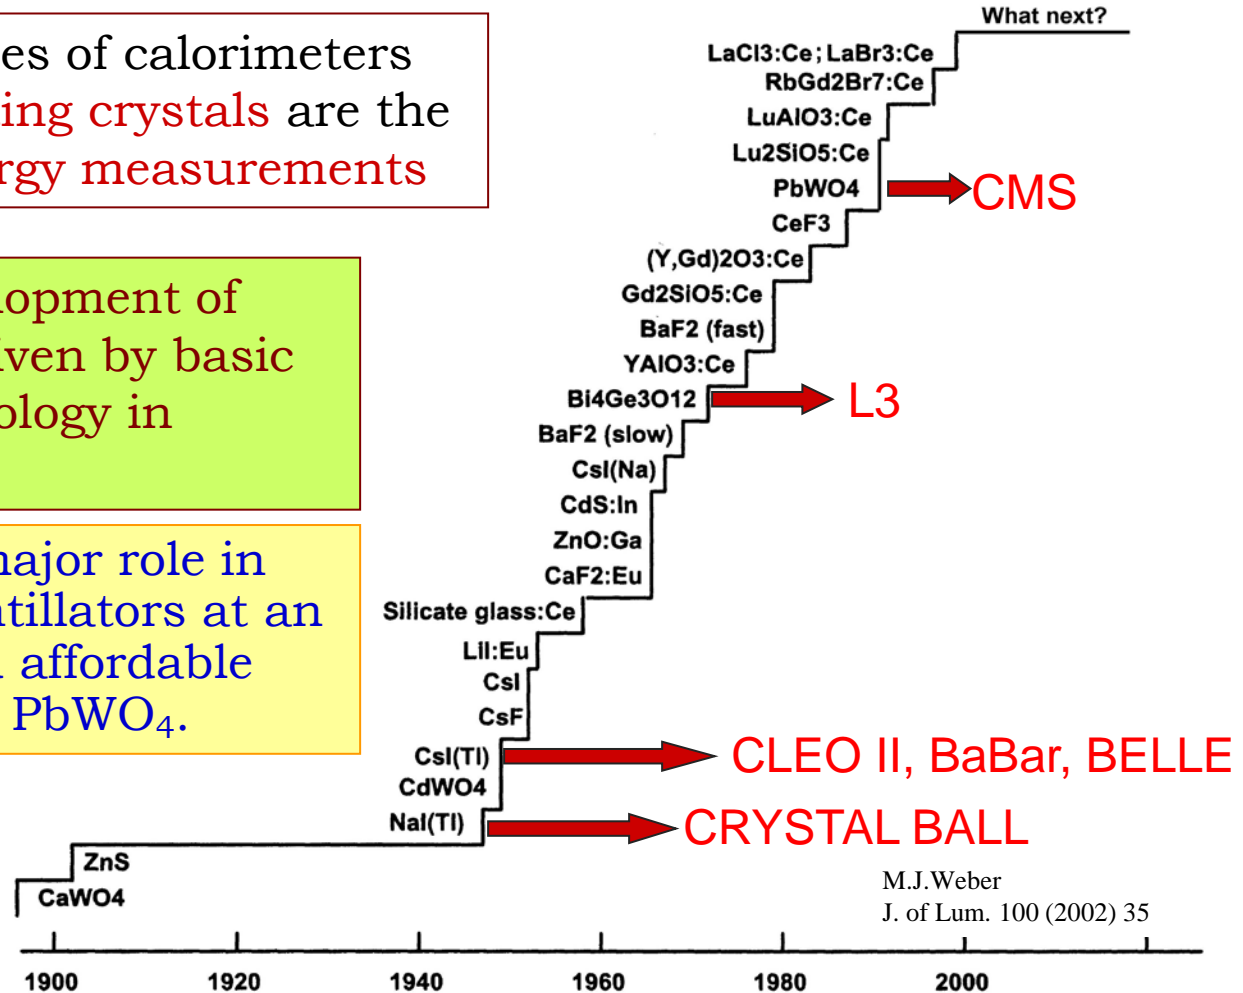 es of calorimeters
ing crystals are the
rgy measurements
lopment of
iven by basic
ology in
major role in
ntillators at an
affordable
PbWO₄.
What next?
LaCl3:Ce; LaBr3:Ce
RbGd2Br7:Ce
LuAlO3:Ce
Lu2SiO5:Ce
PbWO4
CMS
CeF3
(Y,Gd)2O3:Ce
Gd2SiO5:Ce
BaF2 (fast)
YAlO3:Ce
Bi4Ge3O12
L3
BaF2 (slow)
CsI(Na)
CdS:In
ZnO:Ga
CaF2:Eu
Silicate glass:Ce
LiI:Eu
CsI
CsF
CsI(Tl)
CLEO II, BaBar, BELLE
CdWO4
NaI(Tl)
CRYSTAL BALL
ZnS
CaWO4
M.J.Weber
J. of Lum. 100 (2002) 35
1900 1920 1940 1960 1980 2000